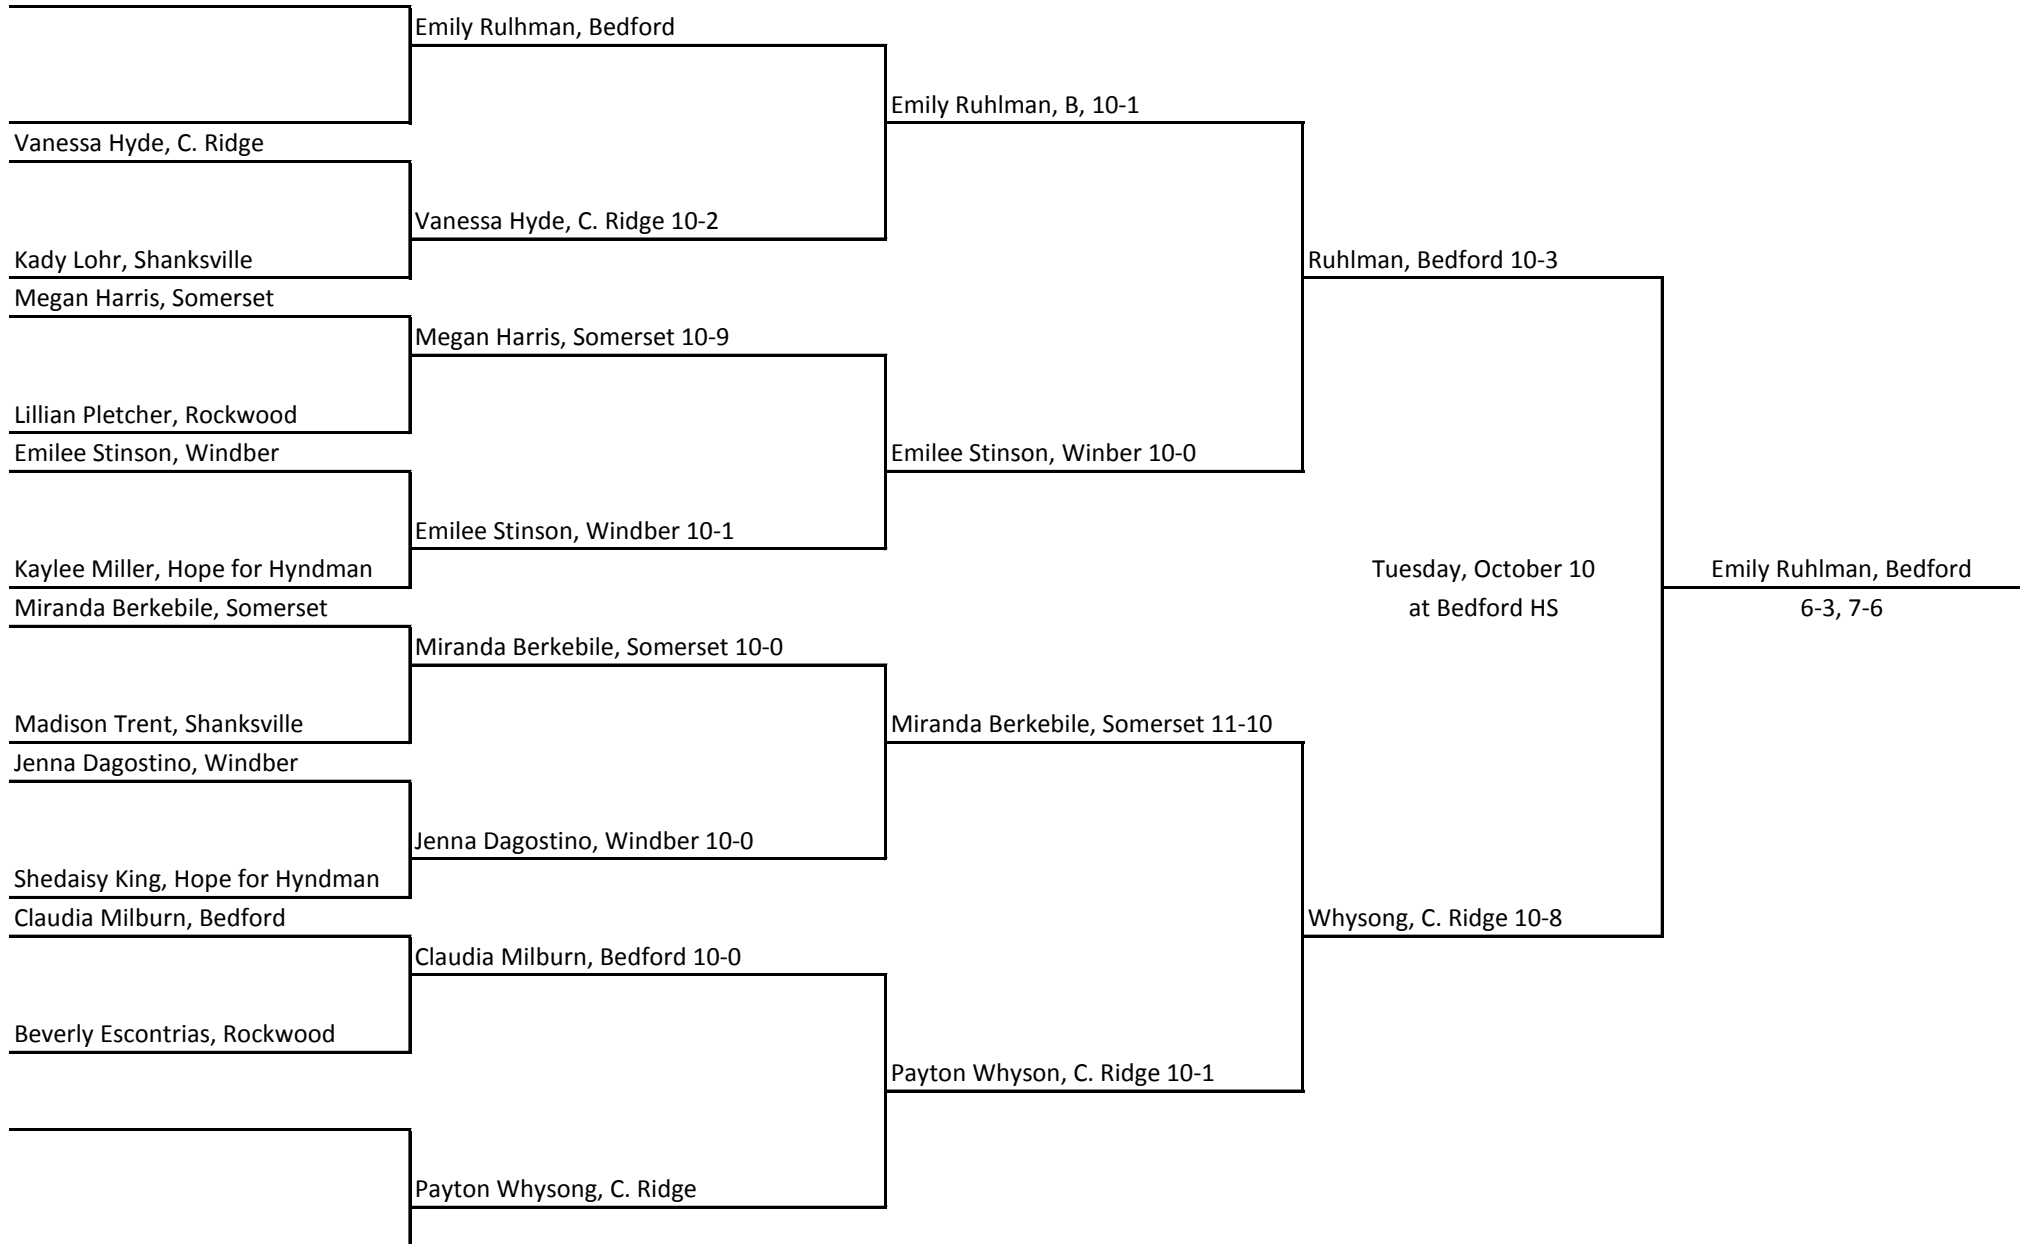 Emily Rulhman, Bedford
Emily Ruhlman, B, 10-1
Vanessa Hyde, C. Ridge
Vanessa Hyde, C. Ridge 10-2
Kady Lohr, Shanksville
Ruhlman, Bedford 10-3
Megan Harris, Somerset
Megan Harris, Somerset 10-9
Lillian Pletcher, Rockwood
Emilee Stinson, Windber
Emilee Stinson, Winber 10-0
Emilee Stinson, Windber 10-1
Kaylee Miller, Hope for Hyndman
Tuesday, October 10
Emily Ruhlman, Bedford
Miranda Berkebile, Somerset
at Bedford HS
6-3, 7-6
Miranda Berkebile, Somerset 10-0
Madison Trent, Shanksville
Miranda Berkebile, Somerset 11-10
Jenna Dagostino, Windber
Jenna Dagostino, Windber 10-0
Shedaisy King, Hope for Hyndman
Claudia Milburn, Bedford
Whysong, C. Ridge 10-8
Claudia Milburn, Bedford 10-0
Beverly Escontrias, Rockwood
Payton Whyson, C. Ridge 10-1
Payton Whysong, C. Ridge